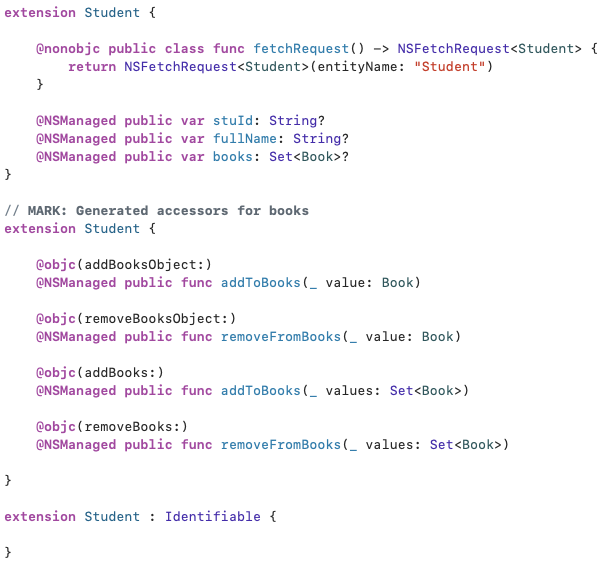 extension Student {
@nonobjc public class func fetchRequest() -> NSFetchRequest<Student> {
return NSFetchRequest<Student>(entityName: "Student")
}
@NSManaged public var stuId: String?
@NSManaged public var fullName: String?
@NSManaged public var books: Set<Book>?
}
// MARK: Generated accessors for books
extension Student {
@objc(addBooksObject:)
@NSManaged public func addToBooks(_ value: Book)
@objc(removeBooksObject:)
@NSManaged public func removeFromBooks(_ value: Book)
@objc(addBooks:)
@NSManaged public func addToBooks(_ values: Set<Book>)
@objc(removeBooks:)
@NSManaged public func removeFromBooks(_ values: Set<Book>)
}
extension Student : Identifiable {
}